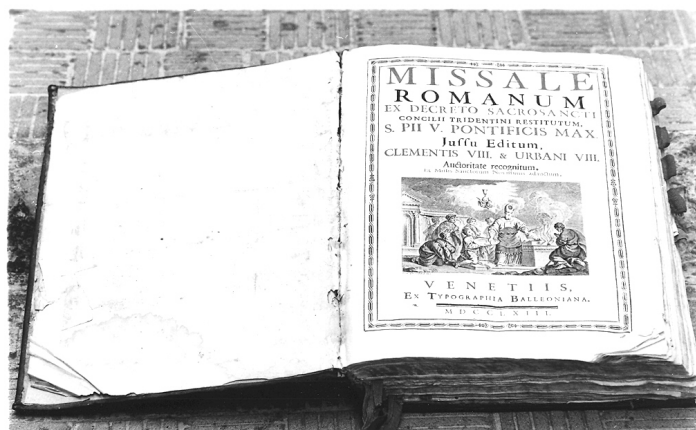 MISSALE
ROMANUM
EX DECRETO SACROSANCTI
CONCILII TRIDENTINI RESTITUTUM,
S. PII V. PONTIFICIS MAX.
Jussu Editum,
CLEMENTIS VIII. & URBANI VIII.
Auctoritate recognitum,
VENETIIS,
EX TYPOGRAPHIA BALLEONIANA.
MDCCLXIII.